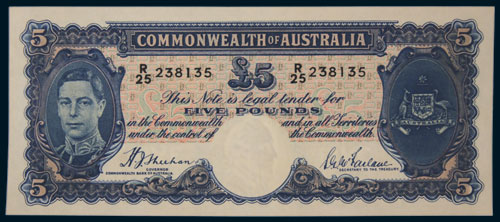 5 COMMONWEALTH OF AUSTRALIA 5
R/25 238135 £5 R/25 238135
This Note is legal tender for
FIVE POUNDS
in the Commonwealth and in all Territories
under the control of the Commonwealth.
H.J. Sheehan S.G. McFarlane
GOVERNOR SECRETARY TO THE TREASURY
COMMONWEALTH BANK OF AUSTRALIA
5 5